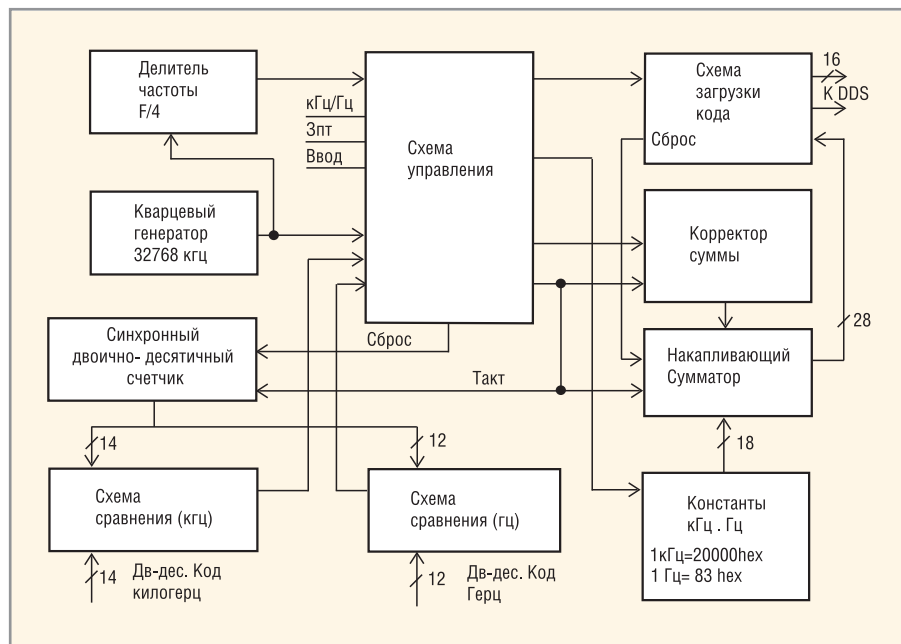 Делитель
частоты
F/4
кГц/Гц
Зпт
Ввод
Схема
управления
Схема
загрузки
кода
Сброс
16
К DDS
Кварцевый
генератор
32768 кгц
Корректор
суммы
28
Синхронный
двоично- десятичный
счетчик
Сброс
Такт
Накапливающий
Сумматор
14
12
18
Схема
сравнения (кгц)
Схема
сравнения (гц)
Константы
кГц . Гц
1кГц=20000hex
1 Гц= 83 hex
14
Дв-дес. Код
килогерц
12
Дв-дес. Код
Герц